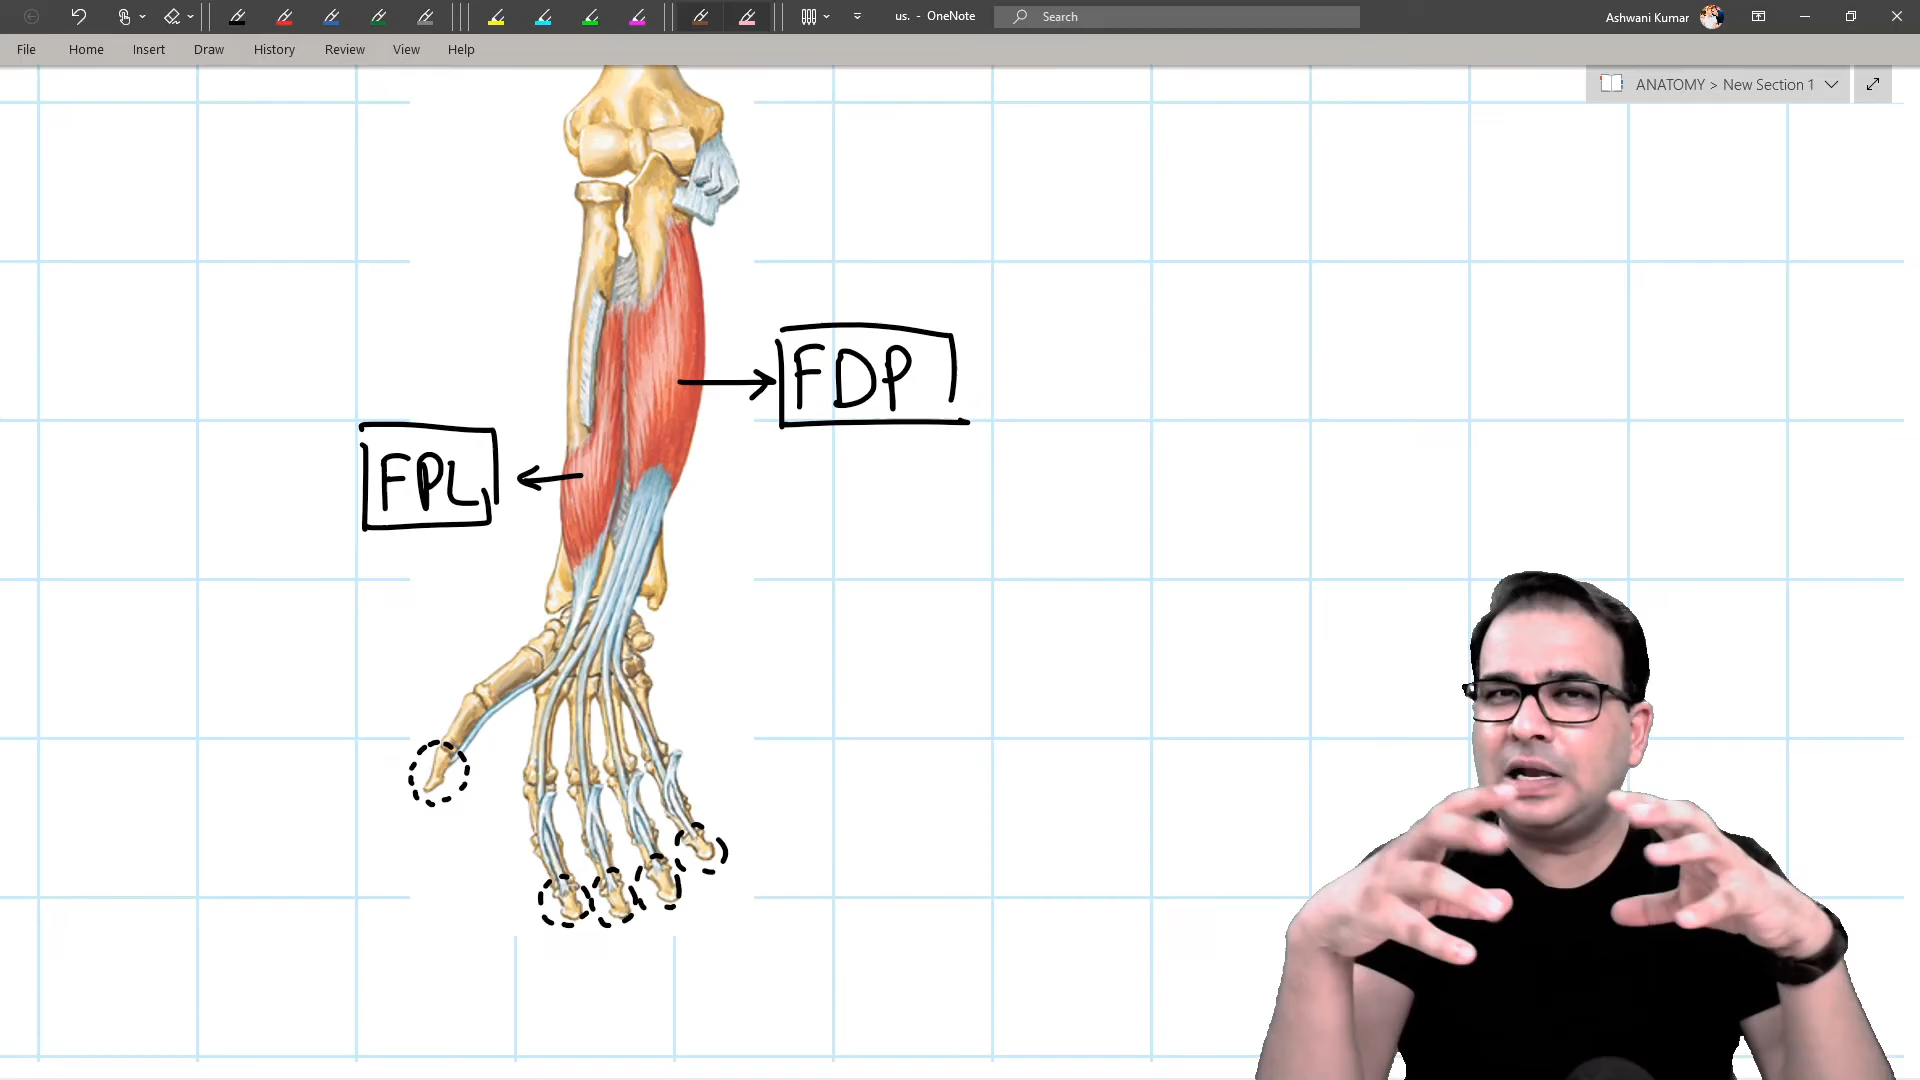 us. - OneNote
Search
Ashwani Kumar
File Home Insert Draw History Review View Help
ANATOMY > New Section 1
FDP
FPL